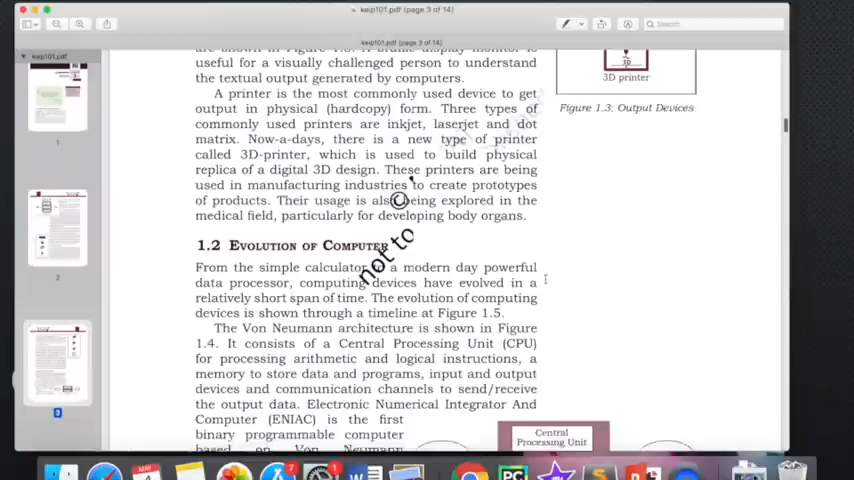 keip101.pdf (page 3 of 14)
Search
keip101.pdf (page 3 of 14)
keip101.pdf
1
2
3
useful for a visually challenged person to understand
the textual output generated by computers.
A printer is the most commonly used device to get
output in physical (hardcopy) form. Three types of
commonly used printers are inkjet, laserjet and dot
matrix. Now-a-days, there is a new type of printer
called 3D-printer, which is used to build physical
replica of a digital 3D design. These printers are being
used in manufacturing industries to create prototypes
of products. Their usage is also being explored in the
medical field, particularly for developing body organs.
1.2 EVOLUTION OF COMPUTER
From the simple calculator to a modern day powerful
data processor, computing devices have evolved in a
relatively short span of time. The evolution of computing
devices is shown through a timeline at Figure 1.5.
The Von Neumann architecture is shown in Figure
1.4. It consists of a Central Processing Unit (CPU)
for processing arithmetic and logical instructions, a
memory to store data and programs, input and output
devices and communication channels to send/receive
the output data. Electronic Numerical Integrator And
Computer (ENIAC) is the first
binary programmable computer
based on Von Neumann
3D
3D printer
Figure 1.3: Output Devices
Central
Processing Unit
©
not to
MAY
4
7
1
PC
S